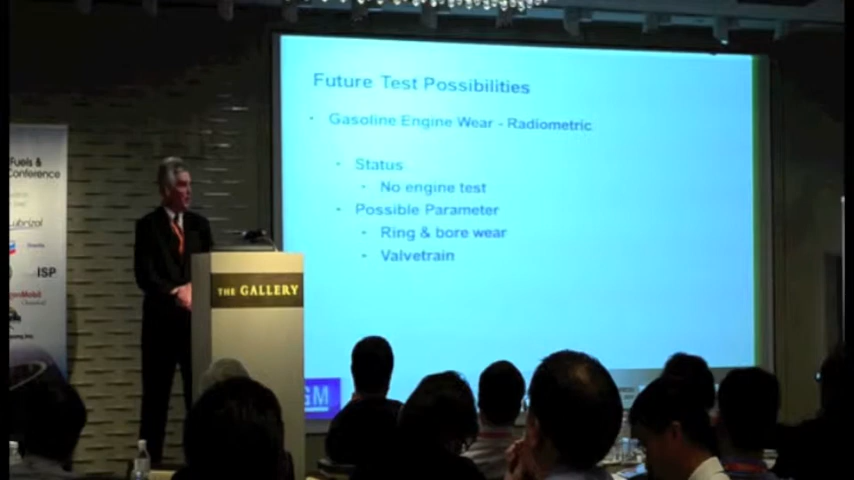 Future Test Possibilities
- Gasoline Engine Wear - Radiometric
- Status
- No engine test
- Possible Parameter
- Ring & bore wear
- Valvetrain
GM
THE GALLERY
Fuels &
Conference
Lubrizol
ISP